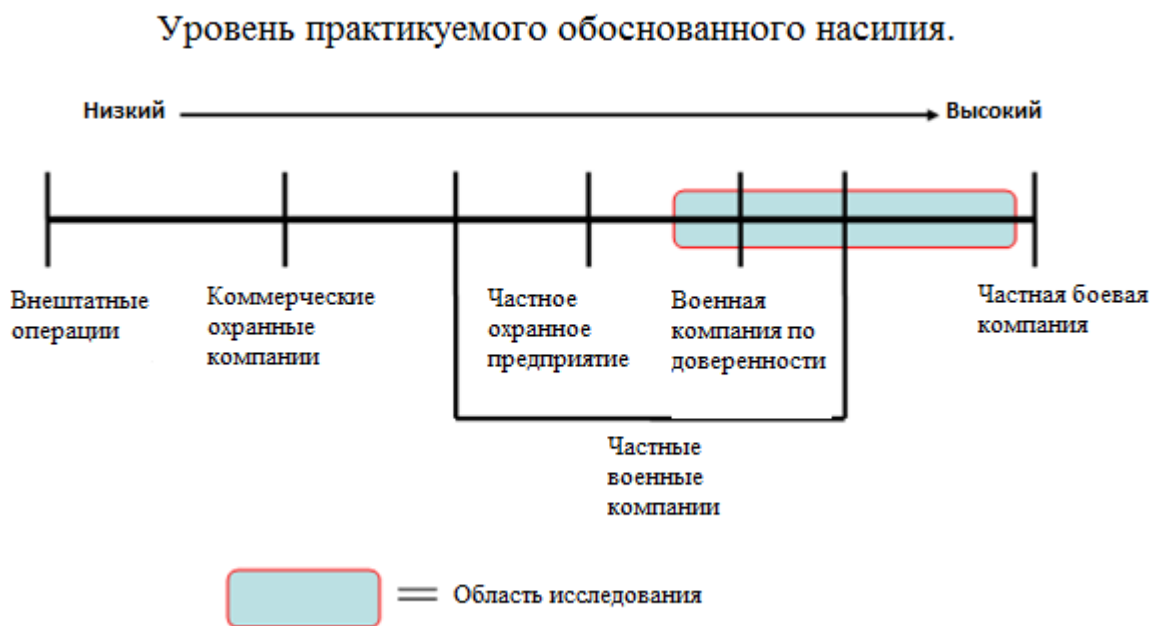 Уровень практикуемого обоснованного насилия.
Низкий
Высокий
Внештатные
операции
Коммерческие
охранные
компании
Частное
охранное
предприятие
Военная
компания по
доверенности
Частная боевая
компания
Частные
военные
компании
Область исследования